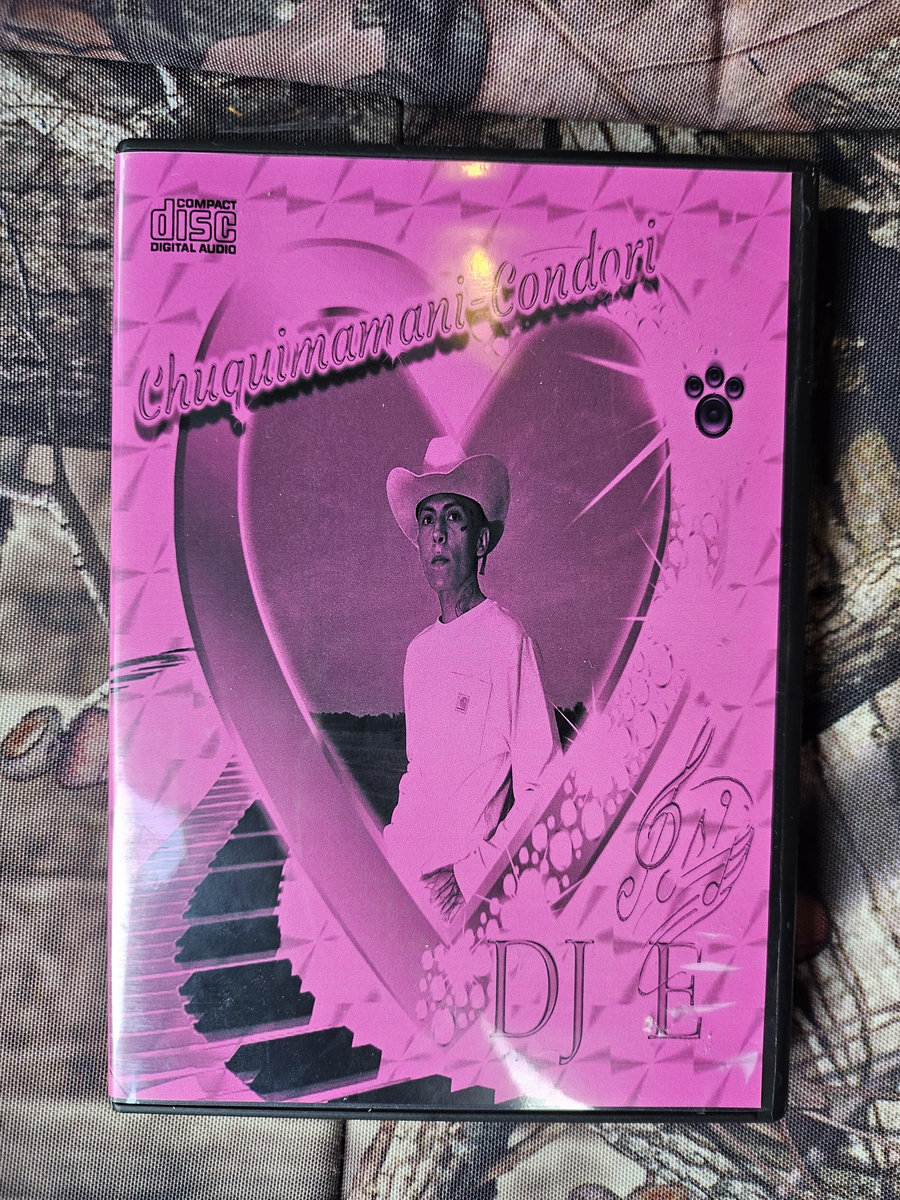 COMPACT
disc
DIGITAL AUDIO
Chuquimamani-Condori
DJ E